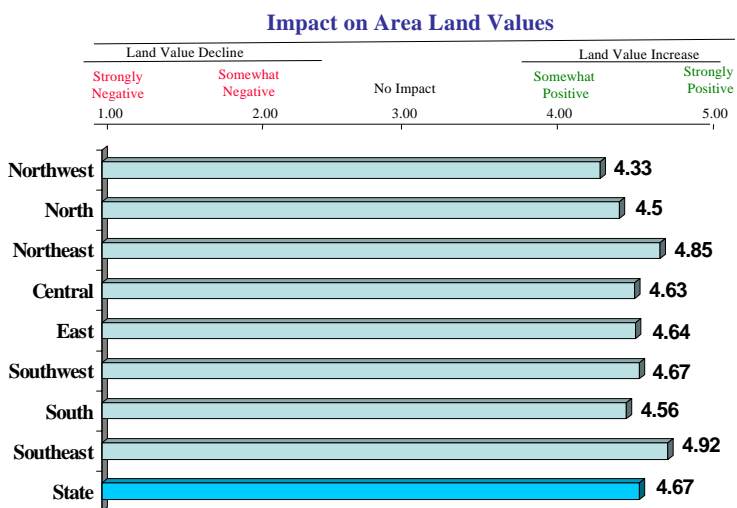 Impact on Area Land Values
Land Value Decline Land Value Increase
Strongly Negative Somewhat Negative No Impact Somewhat Positive Strongly Positive
1.00 2.00 3.00 4.00 5.00
Northwest 4.33
North 4.5
Northeast 4.85
Central 4.63
East 4.64
Southwest 4.67
South 4.56
Southeast 4.92
State 4.67